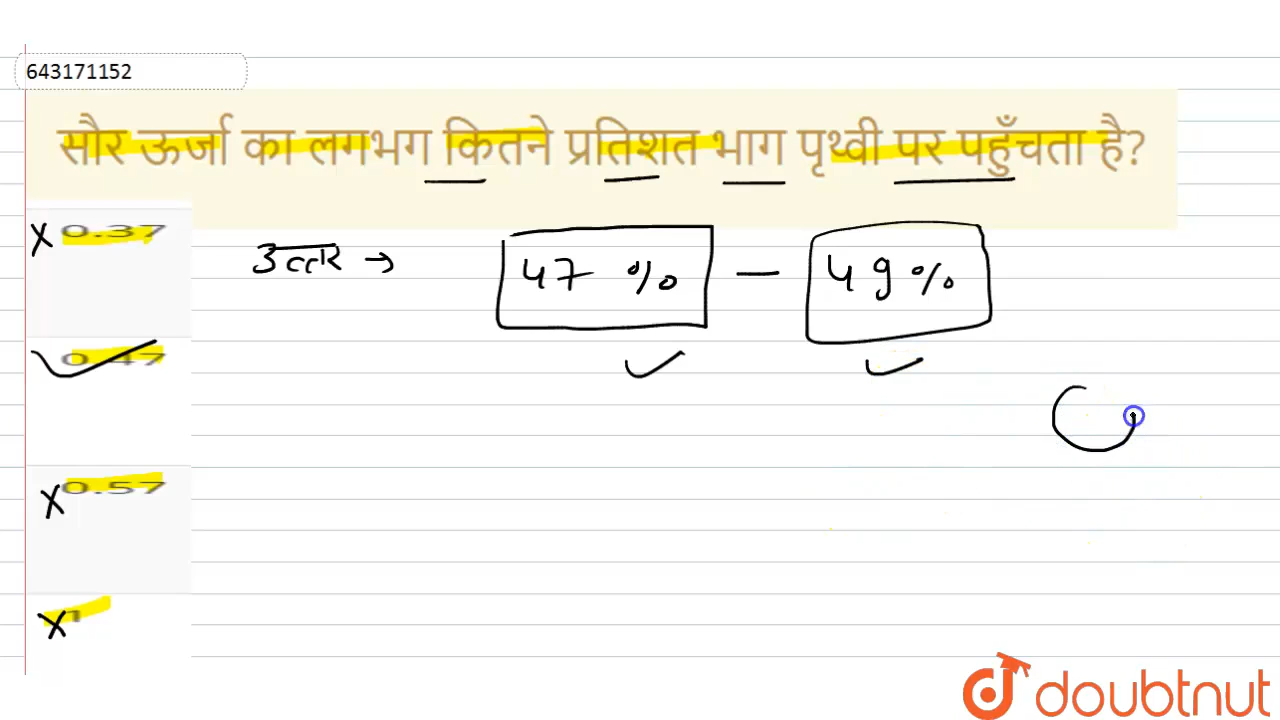 643171152
सौर ऊर्जा का लगभग कितने प्रतिशत भाग पृथ्वी पर पहुँचता है?
x 0.37
उत्तर → 47 % — 49 %
0.47
x 0.57
x 1
doubtnut